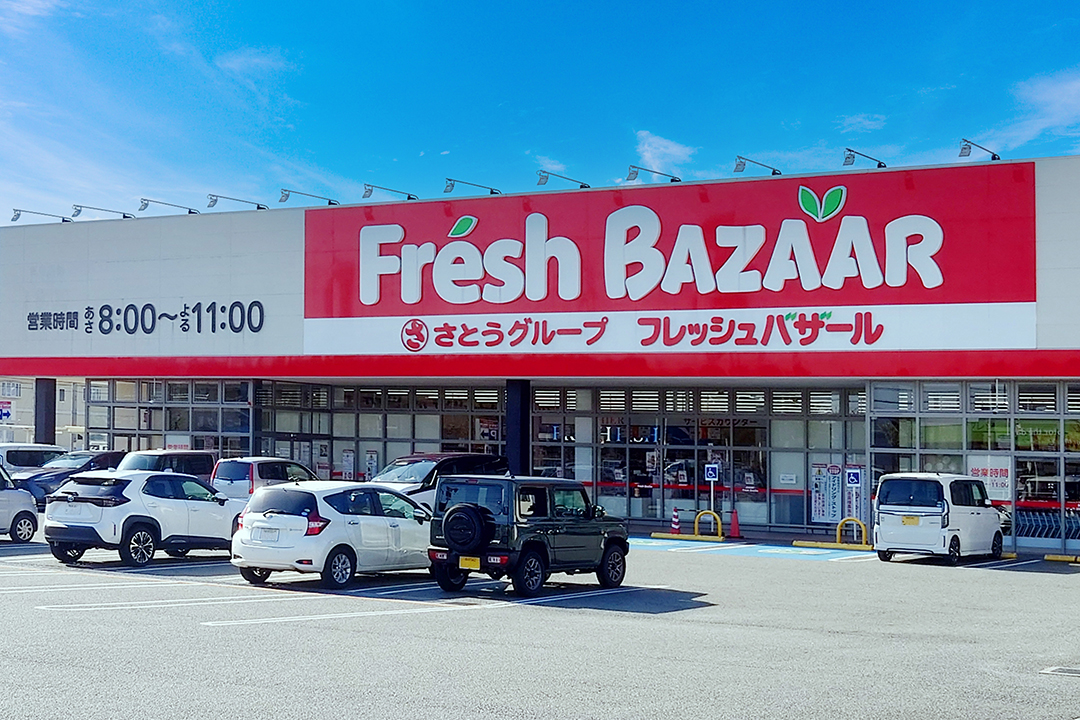 Frésh BAZAAR
営業時間 あさ8:00~よる11:00
さ さとうグループ フレッシュバザール
サービスカウンター
営業時間